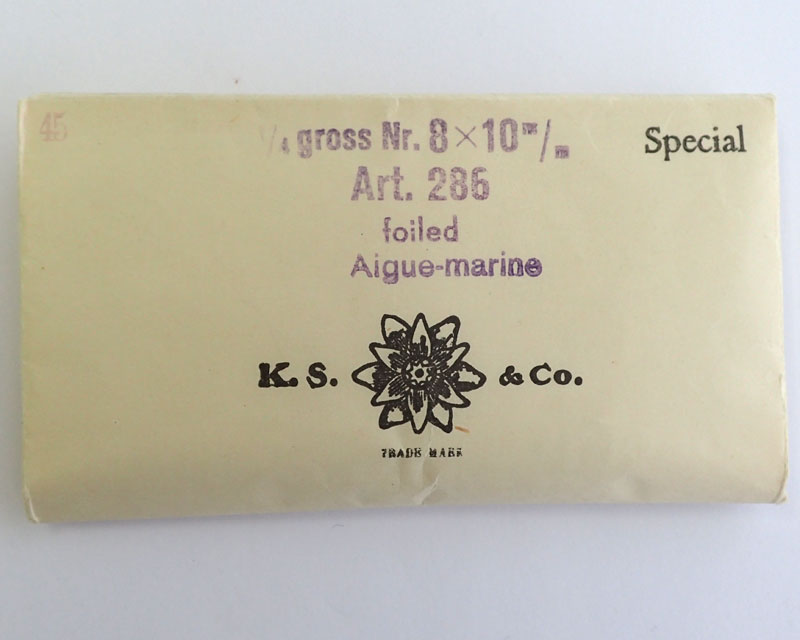 45
1/4 gross Nr. 8×10 m/m
Special
Art. 286
foiled
Aigue-marine
K. S. & Co.
TRADE MARK